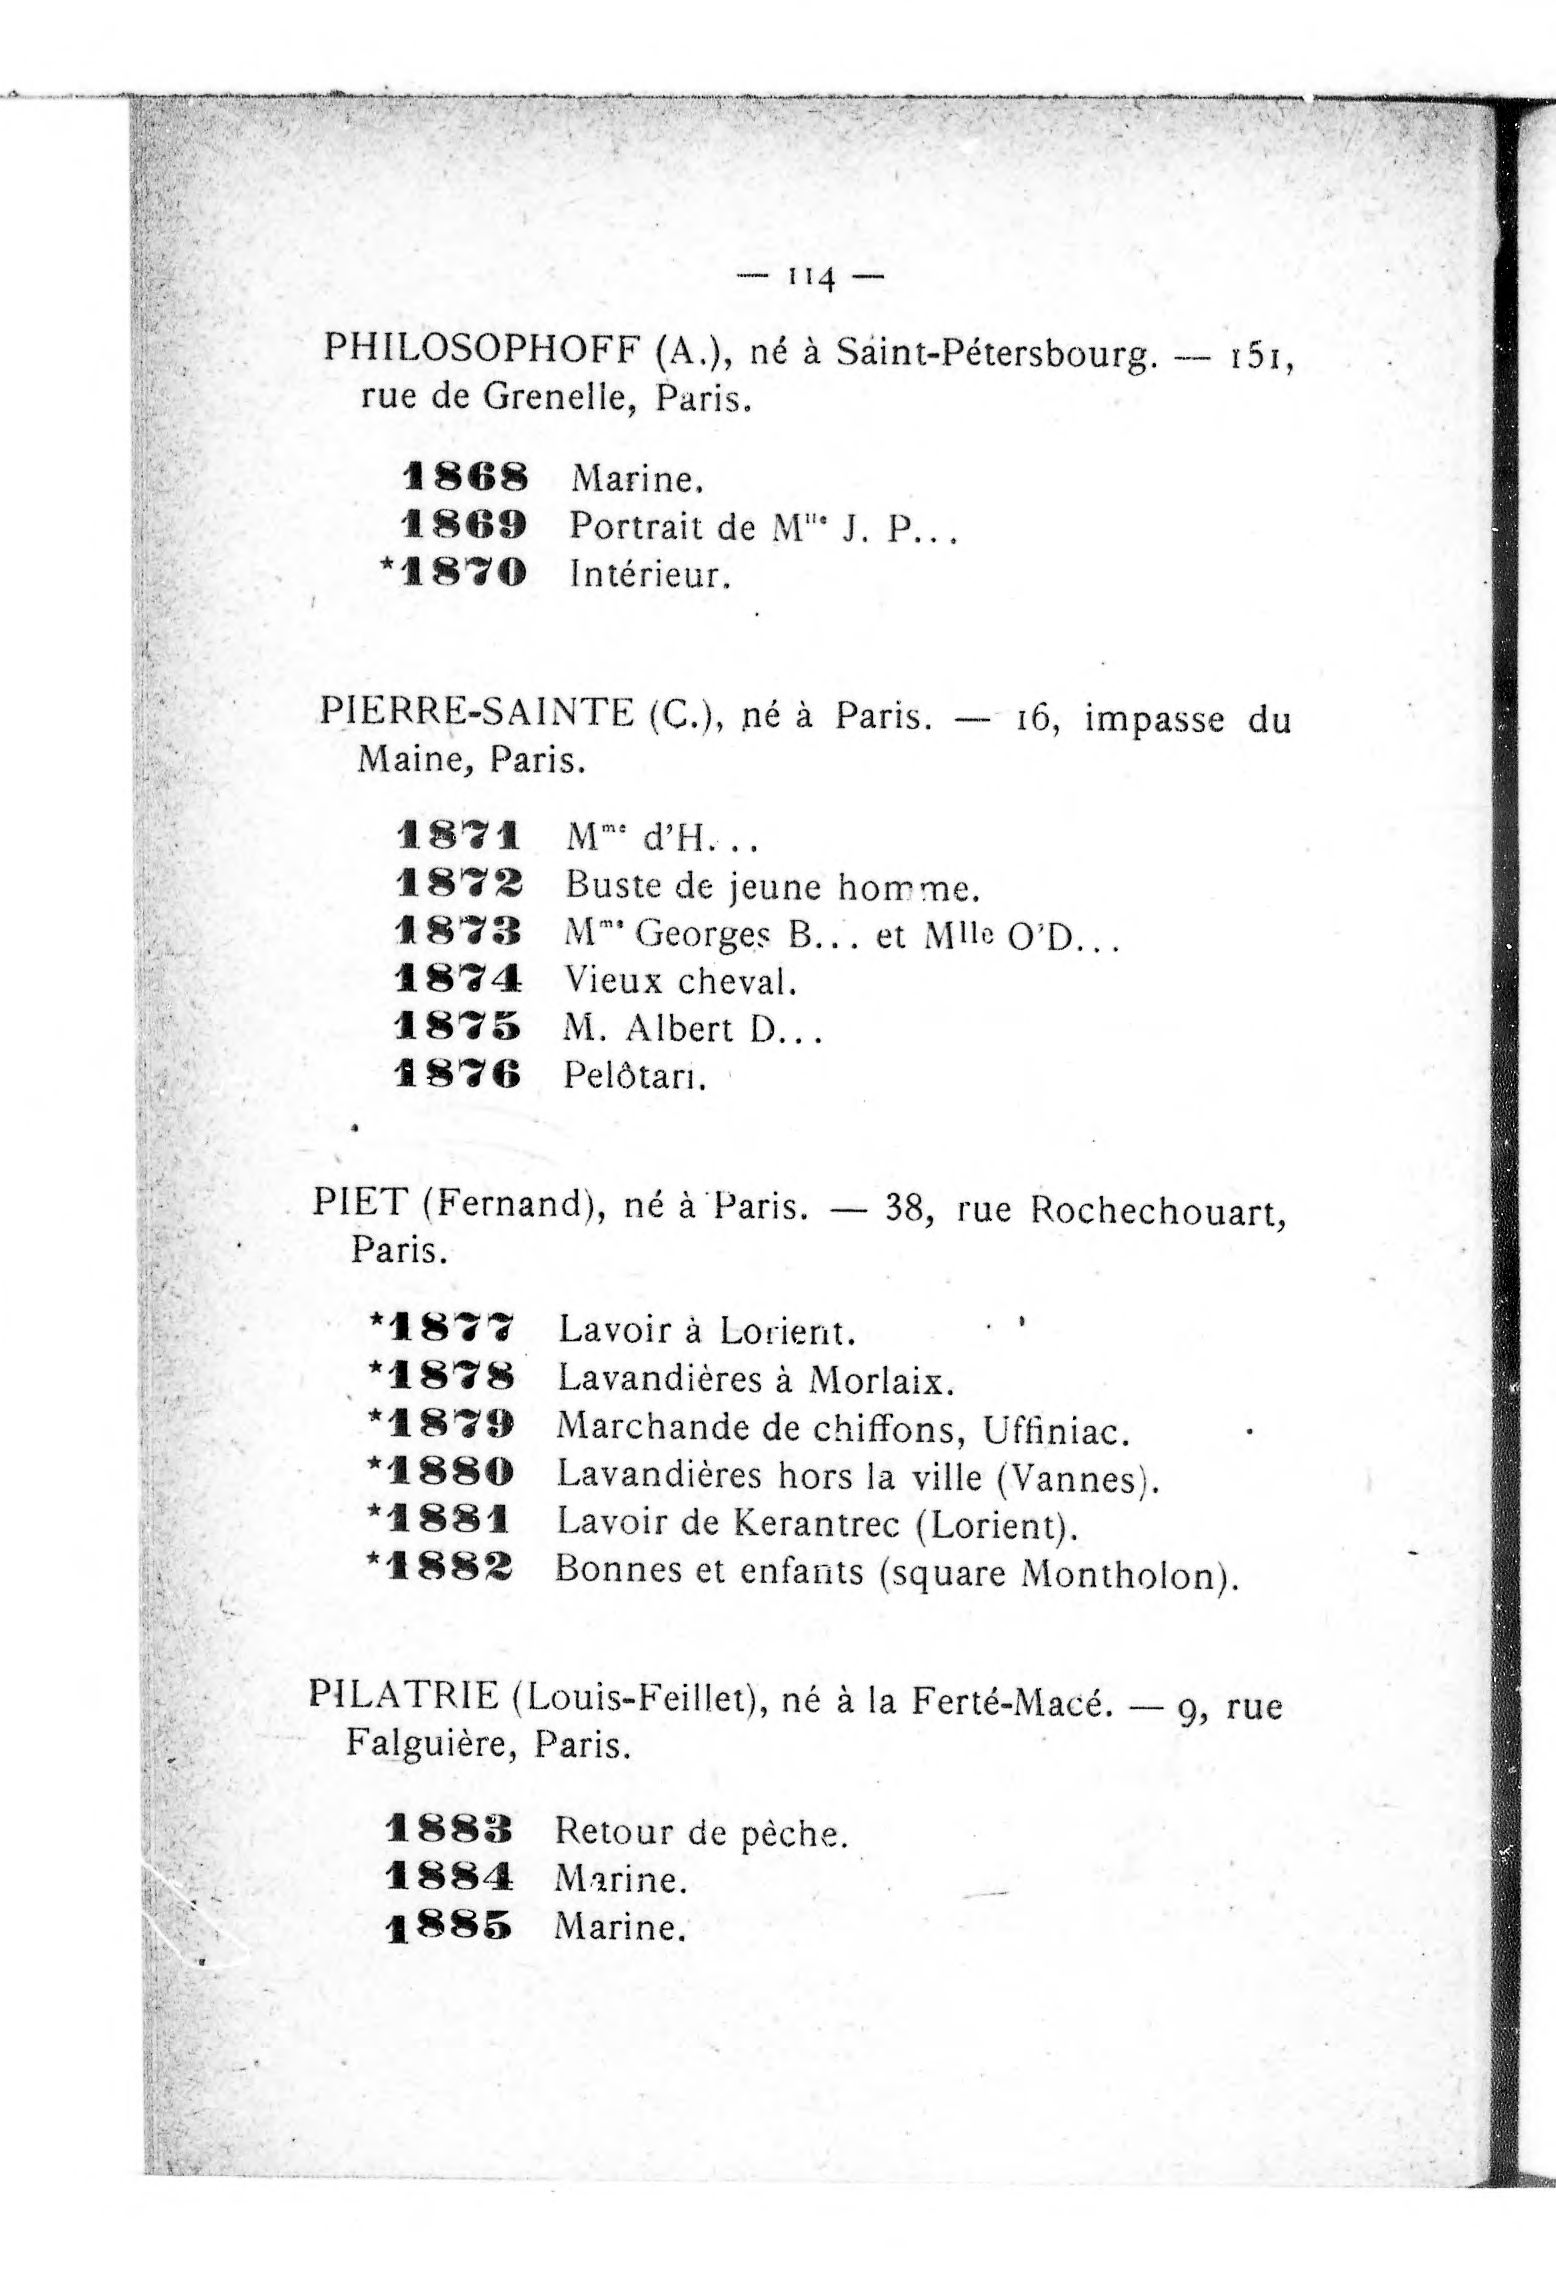 — 114 —
PHILOSOPHOFF (A.), né à Saint-Pétersbourg. — 151,
rue de Grenelle, Paris.
1868 Marine.
1869 Portrait de Mlle J. P...
*1870 Intérieur.
PIERRE-SAINTE (C.), né à Paris. — 16, impasse du
Maine, Paris.
1871 Mme d'H...
1872 Buste de jeune homme.
1873 Mme Georges B... et Mlle O'D...
1874 Vieux cheval.
1875 M. Albert D...
1876 Pelôtari.
PIET (Fernand), né à Paris. — 38, rue Rochechouart,
Paris.
*1877 Lavoir à Lorient.
*1878 Lavandières à Morlaix.
*1879 Marchande de chiffons, Uffiniac.
*1880 Lavandières hors la ville (Vannes).
*1881 Lavoir de Kerantrec (Lorient).
*1882 Bonnes et enfants (square Montholon).
PILATRIE (Louis-Feillet), né à la Ferté-Macé. — 9, rue
Falguière, Paris.
1883 Retour de pêche.
1884 Marine.
1885 Marine.